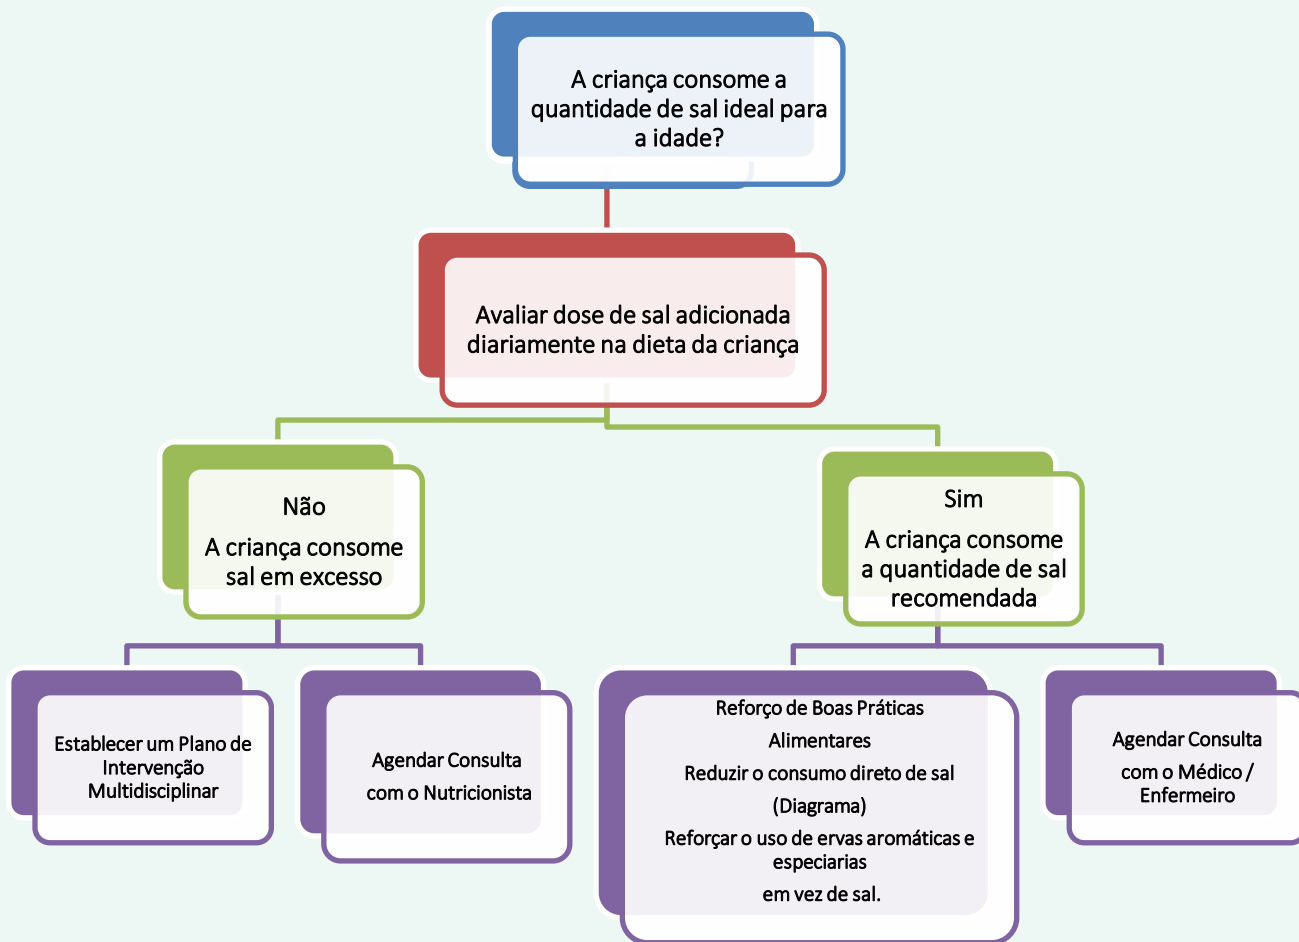 A criança consome a
quantidade de sal ideal para
a idade?
Avaliar dose de sal adicionada
diariamente na dieta da criança
Não
A criança consome
sal em excesso
Sim
A criança consome
a quantidade de sal
recomendada
Establecer um Plano de
Intervenção
Multidisciplinar
Agendar Consulta
com o Nutricionista
Reforço de Boas Práticas
Alimentares
Reduzir o consumo direto de sal
(Diagrama)
Reforçar o uso de ervas aromáticas e
especiarias
em vez de sal.
Agendar Consulta
com o Médico /
Enfermeiro